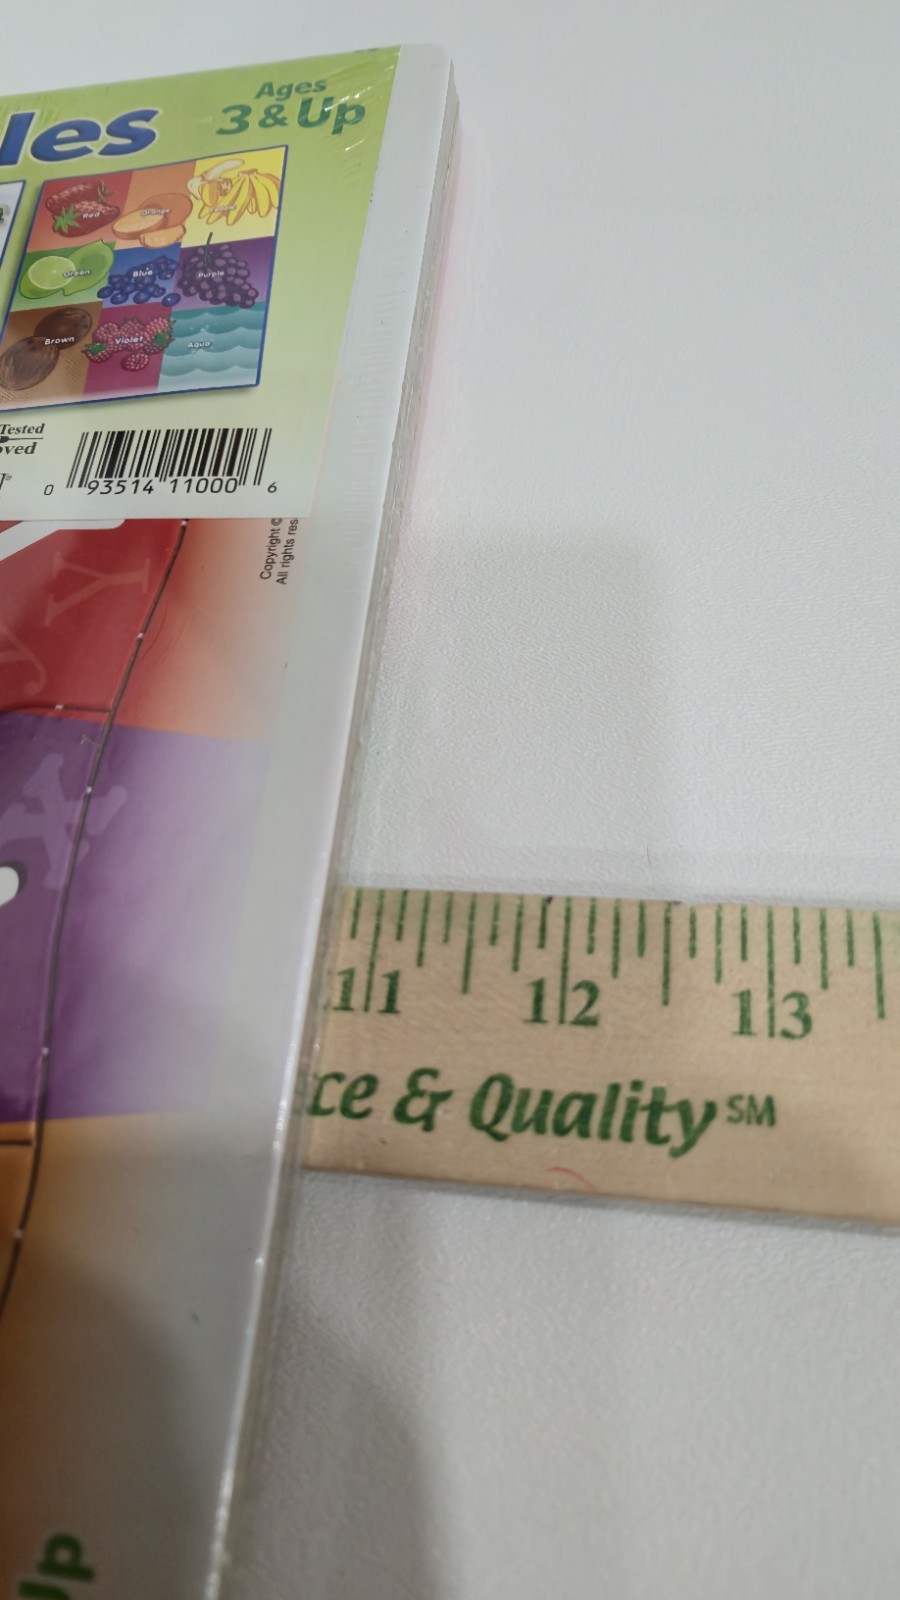 Ages
3 & Up
les
Red
Orange
Green
Blue
Purple
Brown
Violet
Aqua
Tested
oved
0 93514 11000 6
Copyright ©
All rights res
Y
11 12 13
ce & Quality SM
Up